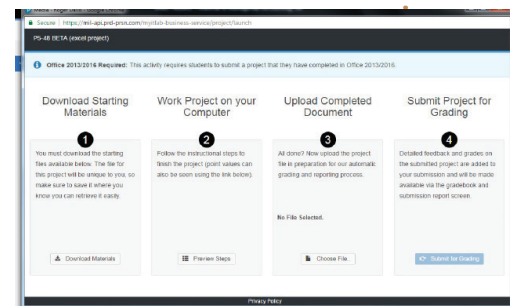 Secure | https://mil-api.pid-prsn.com/myitlab-business-service/project/launch
PS-48 BETA (excel project)
Office 2013/2016 Required: This activity requires students to submit a project that they have completed in Office 2013/2016.
Download Starting
Materials
1
You must download the starting
files available below. The file for
this project will be unique to you, so
make sure to save it where you
know you can retrieve it easily.
Download Materials
Work Project on your
Computer
2
Follow the instructional steps to
finish the project (point values can
also be seen using the link below).
Preview Steps
Upload Completed
Document
3
All done? Now upload the project
file in preparation for our automatic
grading and reporting process.
No File Selected.
Choose File
Submit Project for
Grading
4
Detailed feedback and grades on
the submitted project are added to
your submission and will be made
available via the gradebook and
submission report screen.
Submit for Grading
Privacy Policy